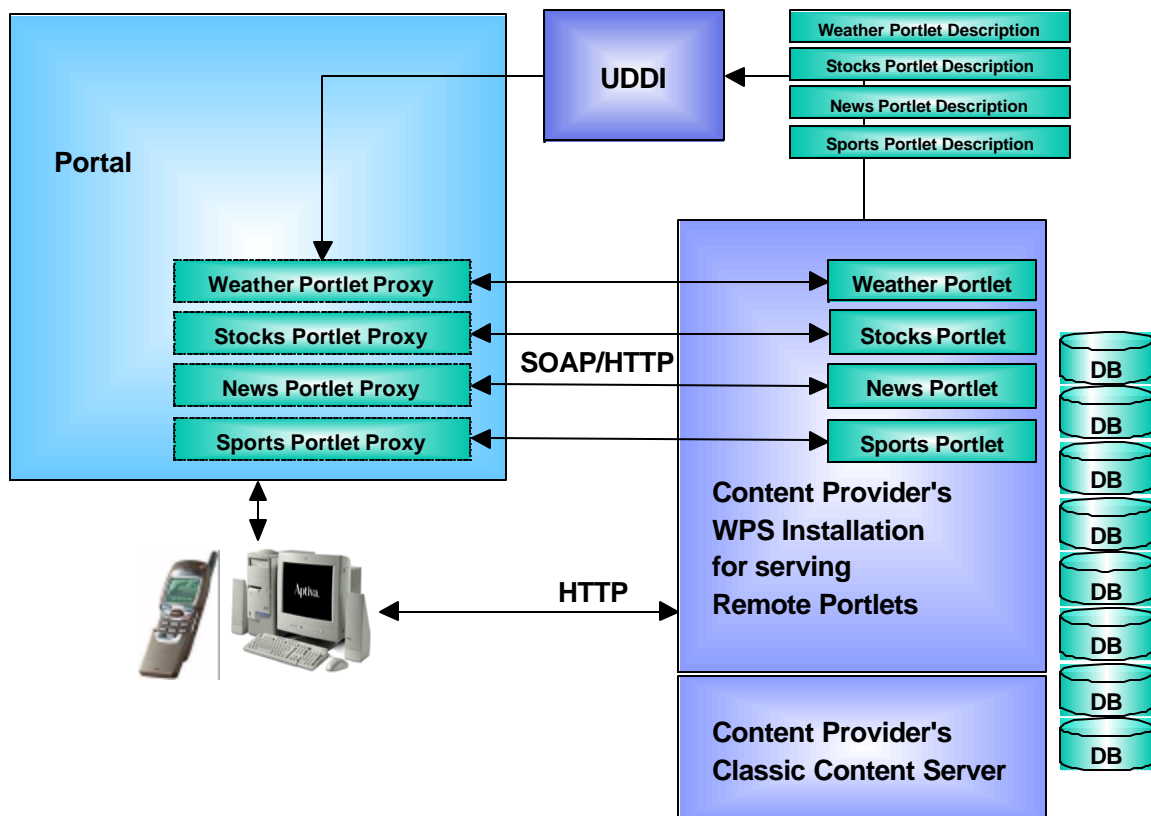 Weather Portlet Description
UDDI
Stocks Portlet Description
News Portlet Description
Sports Portlet Description
Portal
Weather Portlet Proxy
Weather Portlet
Stocks Portlet Proxy
Stocks Portlet
SOAP/HTTP
News Portlet Proxy
News Portlet
Sports Portlet Proxy
Sports Portlet
DB
DB
DB
DB
DB
DB
DB
DB
Content Provider's
WPS Installation
for serving
Remote Portlets
Aptiva.
HTTP
Content Provider's
Classic Content Server